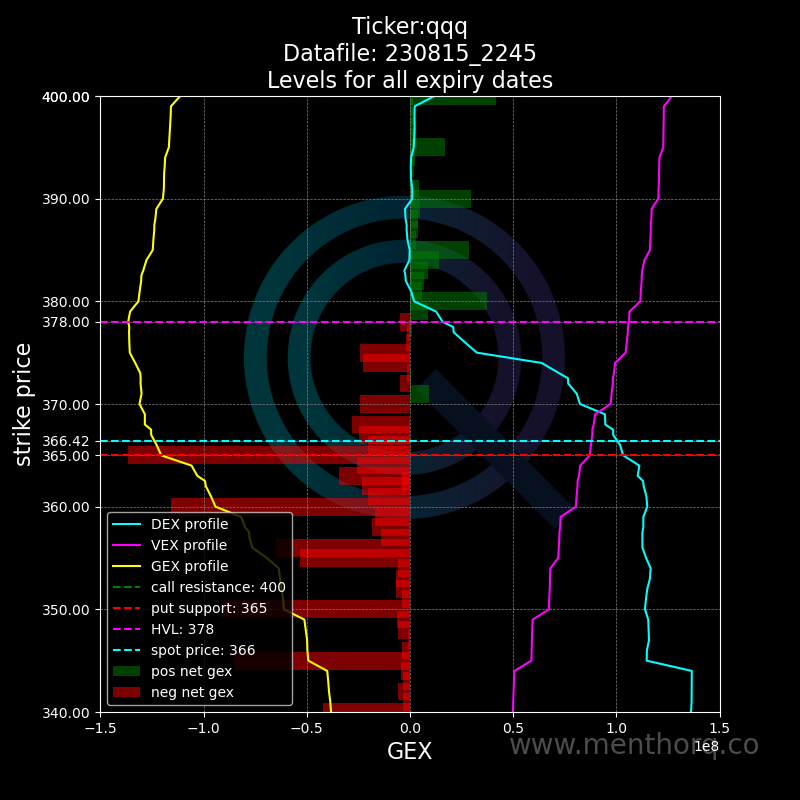 Ticker:qqq
Datafile: 230815_2245
Levels for all expiry dates
400.00
390.00
380.00
378.00
370.00
366.42
365.00
360.00
350.00
340.00
strike price
DEX profile
VEX profile
GEX profile
call resistance: 400
put support: 365
HVL: 378
spot price: 366
pos net gex
neg net gex
−1.5 −1.0 −0.5 0.0 0.5 1.0 1.5
1e8
GEX
www.menthorq.co